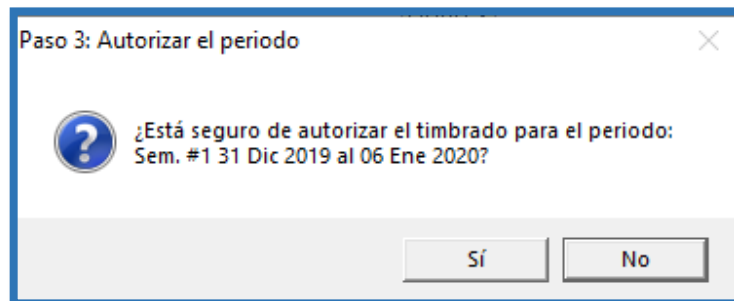 Paso 3: Autorizar el periodo
¿Está seguro de autorizar el timbrado para el periodo:
Sem. #1 31 Dic 2019 al 06 Ene 2020?
Sí
No